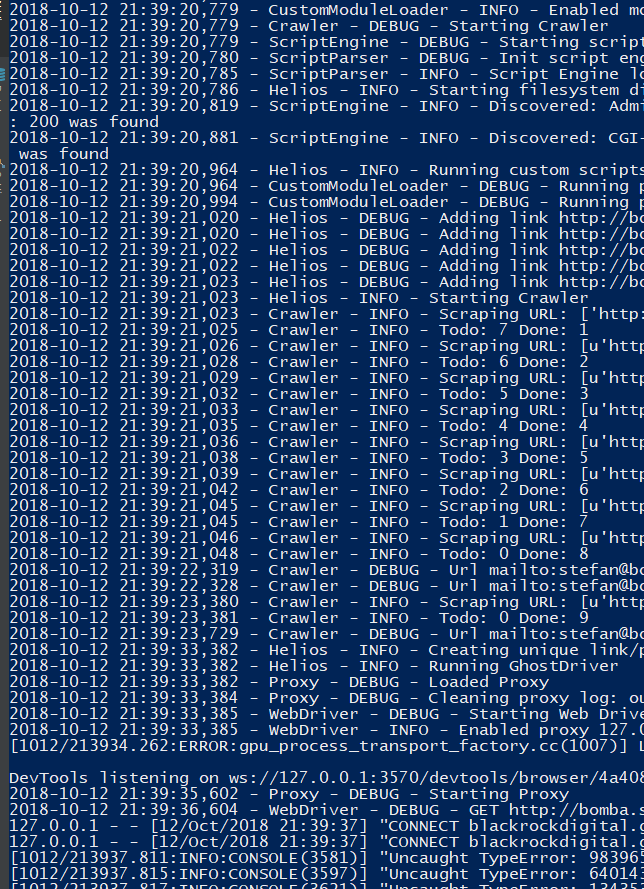 2018-10-12 21:39:20,779 - CustomModuleLoader - INFO - Enabled mo
2018-10-12 21:39:20,779 - Crawler - DEBUG - Starting Crawler
2018-10-12 21:39:20,779 - ScriptEngine - DEBUG - Starting script
2018-10-12 21:39:20,780 - ScriptParser - DEBUG - Init script eng
2018-10-12 21:39:20,785 - ScriptParser - INFO - Script Engine lo
2018-10-12 21:39:20,786 - Helios - INFO - Starting filesystem di
2018-10-12 21:39:20,819 - ScriptEngine - INFO - Discovered: Admi
: 200 was found
2018-10-12 21:39:20,881 - ScriptEngine - INFO - Discovered: CGI-
was found
2018-10-12 21:39:20,964 - Helios - INFO - Running custom scripts
2018-10-12 21:39:20,964 - CustomModuleLoader - DEBUG - Running p
2018-10-12 21:39:20,994 - CustomModuleLoader - DEBUG - Running p
2018-10-12 21:39:21,020 - Helios - DEBUG - Adding link http://bo
2018-10-12 21:39:21,020 - Helios - DEBUG - Adding link http://bo
2018-10-12 21:39:21,022 - Helios - DEBUG - Adding link http://bo
2018-10-12 21:39:21,022 - Helios - DEBUG - Adding link http://bo
2018-10-12 21:39:21,023 - Helios - DEBUG - Adding link http://bo
2018-10-12 21:39:21,023 - Helios - INFO - Starting Crawler
2018-10-12 21:39:21,023 - Crawler - INFO - Scraping URL: ['http:
2018-10-12 21:39:21,025 - Crawler - INFO - Todo: 7 Done: 1
2018-10-12 21:39:21,026 - Crawler - INFO - Scraping URL: [u'http
2018-10-12 21:39:21,028 - Crawler - INFO - Todo: 6 Done: 2
2018-10-12 21:39:21,029 - Crawler - INFO - Scraping URL: [u'http
2018-10-12 21:39:21,032 - Crawler - INFO - Todo: 5 Done: 3
2018-10-12 21:39:21,033 - Crawler - INFO - Scraping URL: [u'http
2018-10-12 21:39:21,035 - Crawler - INFO - Todo: 4 Done: 4
2018-10-12 21:39:21,036 - Crawler - INFO - Scraping URL: [u'http
2018-10-12 21:39:21,038 - Crawler - INFO - Todo: 3 Done: 5
2018-10-12 21:39:21,039 - Crawler - INFO - Scraping URL: [u'http
2018-10-12 21:39:21,042 - Crawler - INFO - Todo: 2 Done: 6
2018-10-12 21:39:21,045 - Crawler - INFO - Scraping URL: [u'http
2018-10-12 21:39:21,045 - Crawler - INFO - Todo: 1 Done: 7
2018-10-12 21:39:21,046 - Crawler - INFO - Scraping URL: [u'http
2018-10-12 21:39:21,048 - Crawler - INFO - Todo: 0 Done: 8
2018-10-12 21:39:22,319 - Crawler - DEBUG - Url mailto:stefan@bo
2018-10-12 21:39:22,328 - Crawler - DEBUG - Url mailto:stefan@bo
2018-10-12 21:39:23,380 - Crawler - INFO - Scraping URL: [u'http
2018-10-12 21:39:23,381 - Crawler - INFO - Todo: 0 Done: 9
2018-10-12 21:39:23,729 - Crawler - DEBUG - Url mailto:stefan@bo
2018-10-12 21:39:33,382 - Helios - INFO - Creating unique link/p
2018-10-12 21:39:33,382 - Helios - INFO - Running GhostDriver
2018-10-12 21:39:33,382 - Proxy - DEBUG - Loaded Proxy
2018-10-12 21:39:33,384 - Proxy - DEBUG - Cleaning proxy log: ou
2018-10-12 21:39:33,385 - WebDriver - DEBUG - Starting Web Drive
2018-10-12 21:39:33,385 - WebDriver - INFO - Enabled proxy 127.0
[1012/213934.262:ERROR:gpu_process_transport_factory.cc(1007)] L
DevTools listening on ws://127.0.0.1:3570/devtools/browser/4a408
2018-10-12 21:39:35,602 - Proxy - DEBUG - Starting Proxy
2018-10-12 21:39:36,604 - WebDriver - DEBUG - GET http://bomba.s
127.0.0.1 - - [12/Oct/2018 21:39:37] "CONNECT blackrockdigital.g
127.0.0.1 - - [12/Oct/2018 21:39:37] "CONNECT blackrockdigital.g
[1012/213937.811:INFO:CONSOLE(3581)] "Uncaught TypeError: 98396
[1012/213937.815:INFO:CONSOLE(3597)] "Uncaught TypeError: 64014